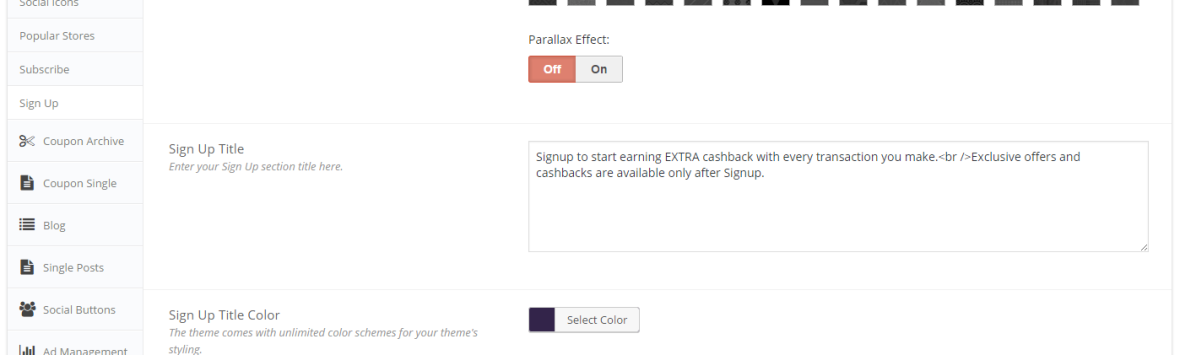 Social Icons
Popular Stores
Subscribe
Sign Up
Coupon Archive
Coupon Single
Blog
Single Posts
Social Buttons
Ad Management
Parallax Effect:
Off On
Sign Up Title
Enter your Sign Up section title here.
Signup to start earning EXTRA cashback with every transaction you make.<br />Exclusive offers and
cashbacks are available only after Signup.
Sign Up Title Color
The theme comes with unlimited color schemes for your theme's
styling.
Select Color